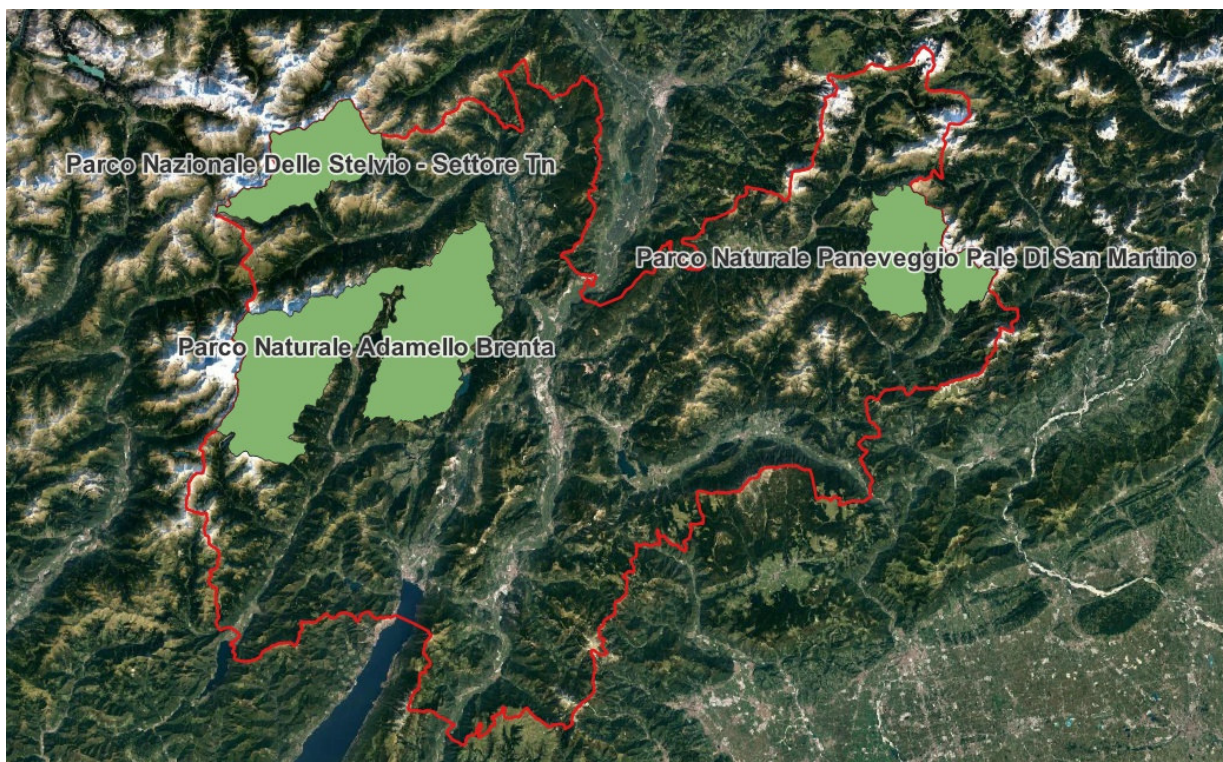 Parco Nazionale Delle Stelvio - Settore Tn
Parco Naturale Paneveggio Pale Di San Martino
Parco Naturale Adamello Brenta